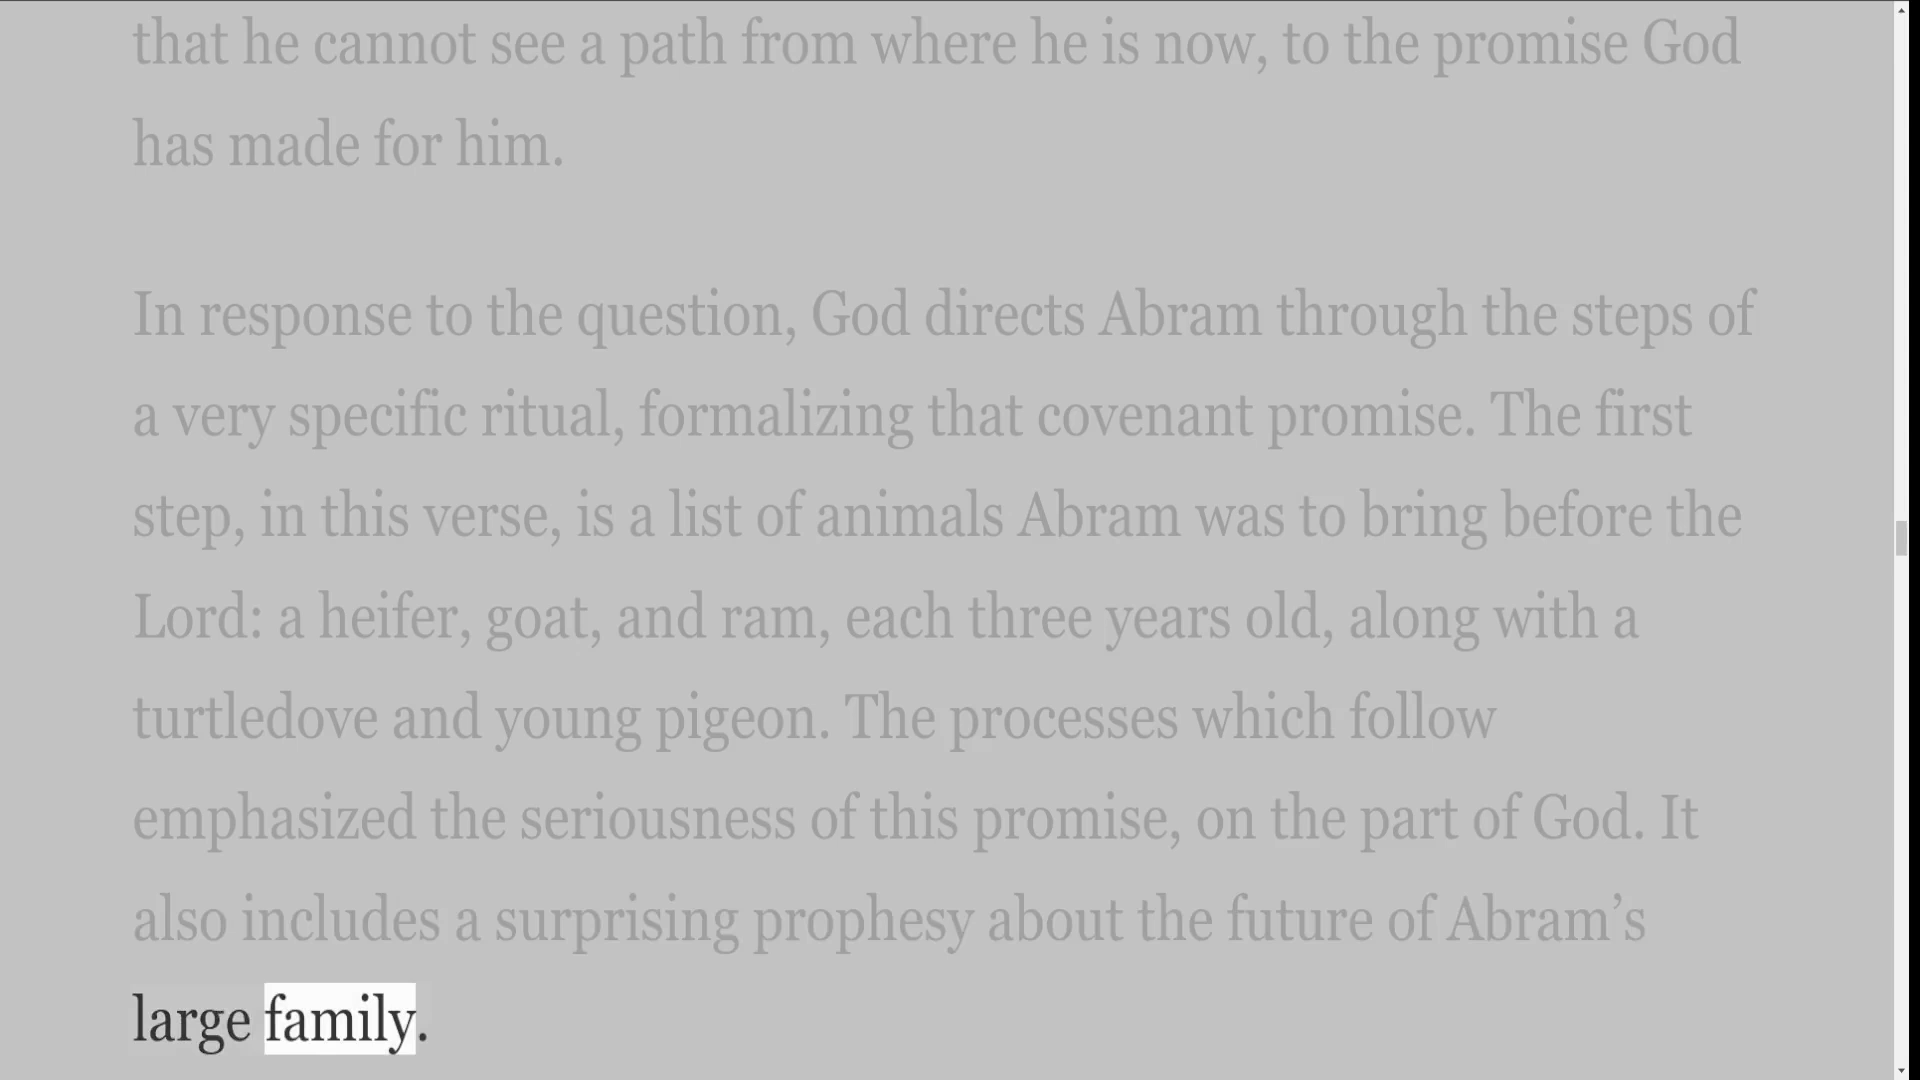 that he cannot see a path from where he is now, to the promise God
has made for him.
In response to the question, God directs Abram through the steps of
a very specific ritual, formalizing that covenant promise. The first
step, in this verse, is a list of animals Abram was to bring before the
Lord: a heifer, goat, and ram, each three years old, along with a
turtledove and young pigeon. The processes which follow
emphasized the seriousness of this promise, on the part of God. It
also includes a surprising prophesy about the future of Abram’s
large family.